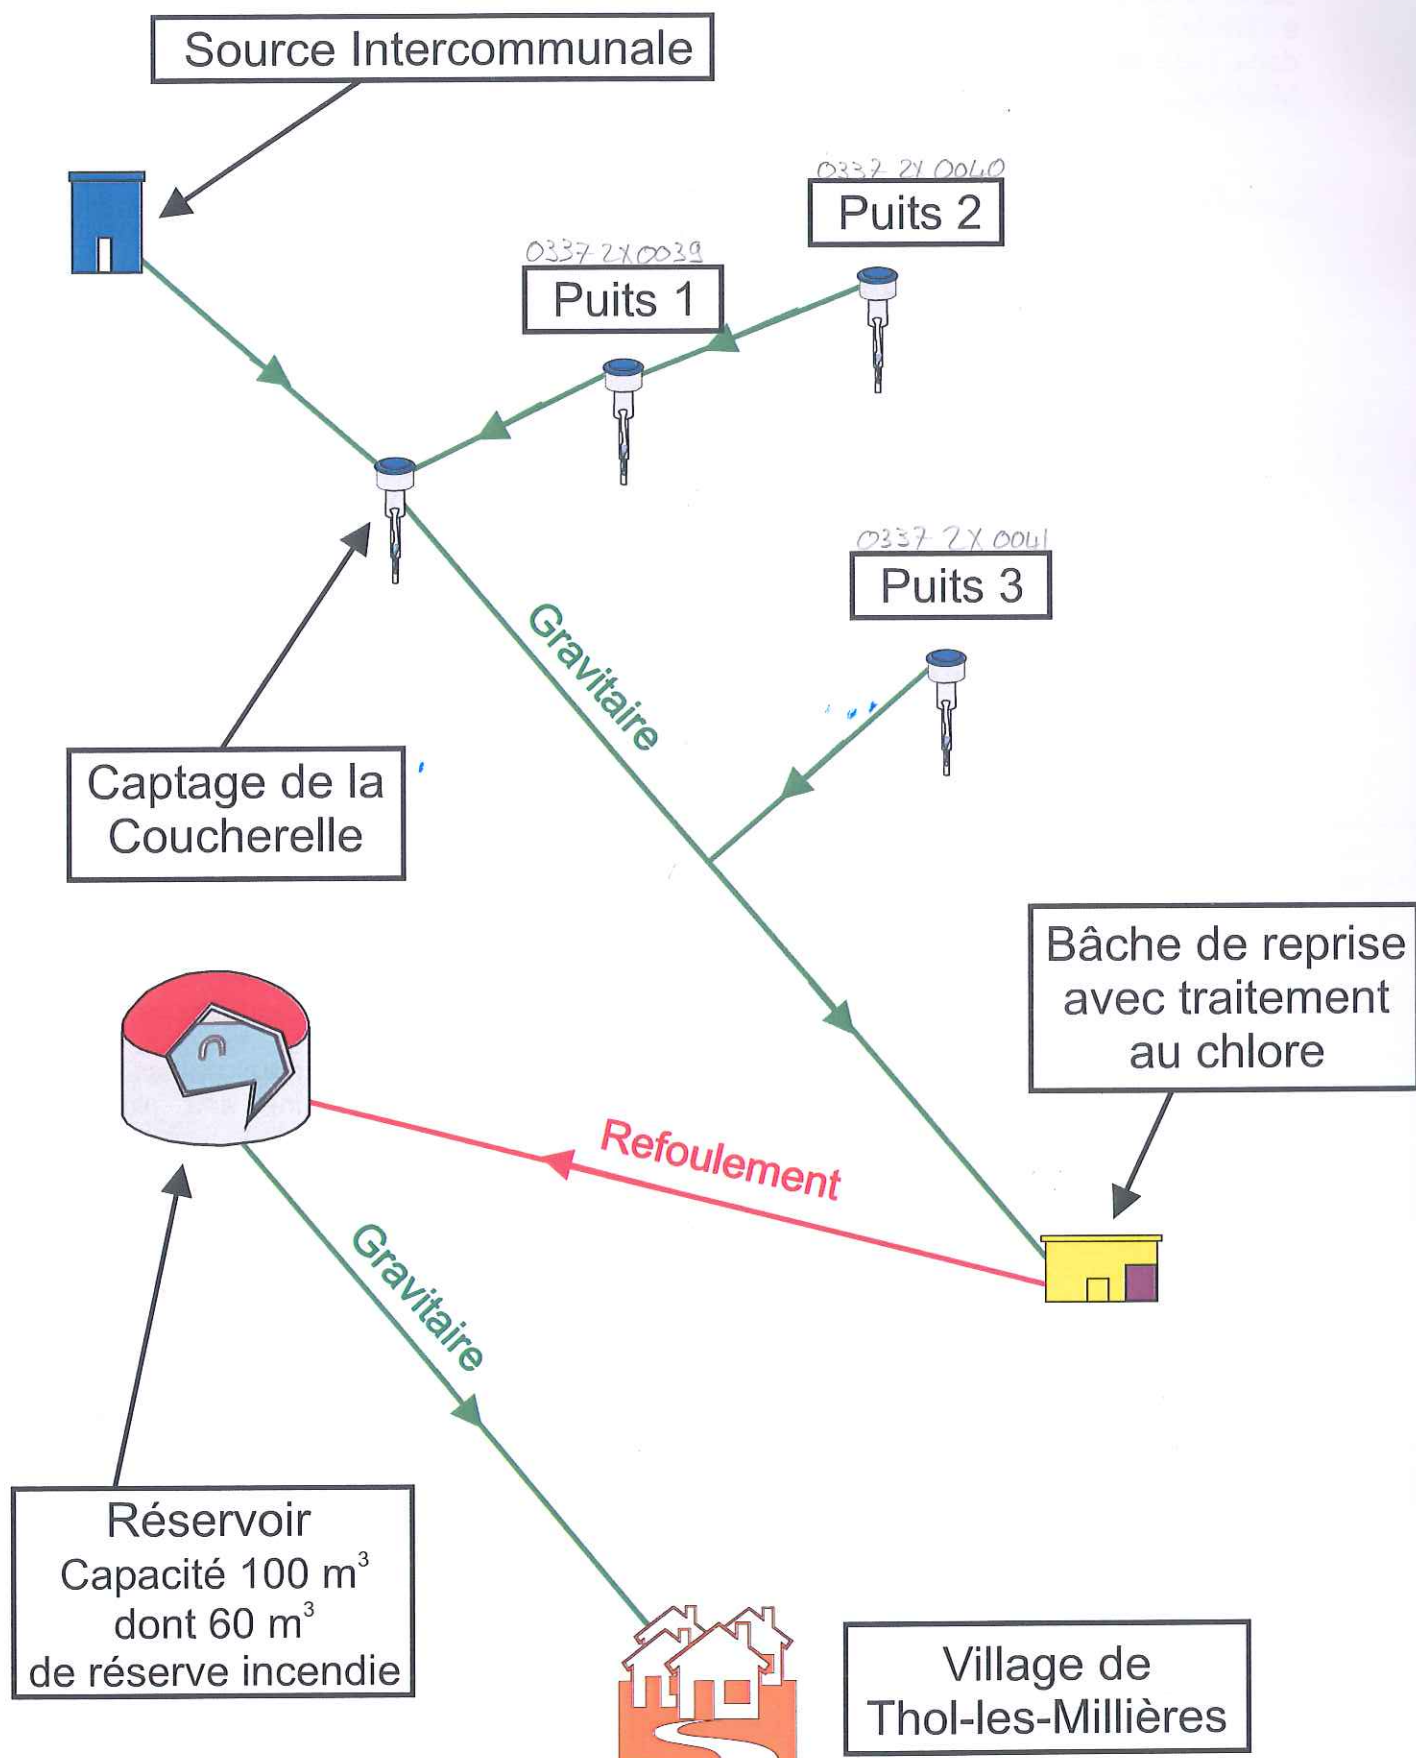 Source Intercommunale
0337 2X 0040
Puits 2
0337 2X0039
Puits 1
0337 2X 0041
Puits 3
Gravitaire
Captage de la
Coucherelle
Bâche de reprise
avec traitement
au chlore
Refoulement
Gravitaire
Réservoir
Capacité 100 m³
dont 60 m³
de réserve incendie
Village de
Thol-les-Millières